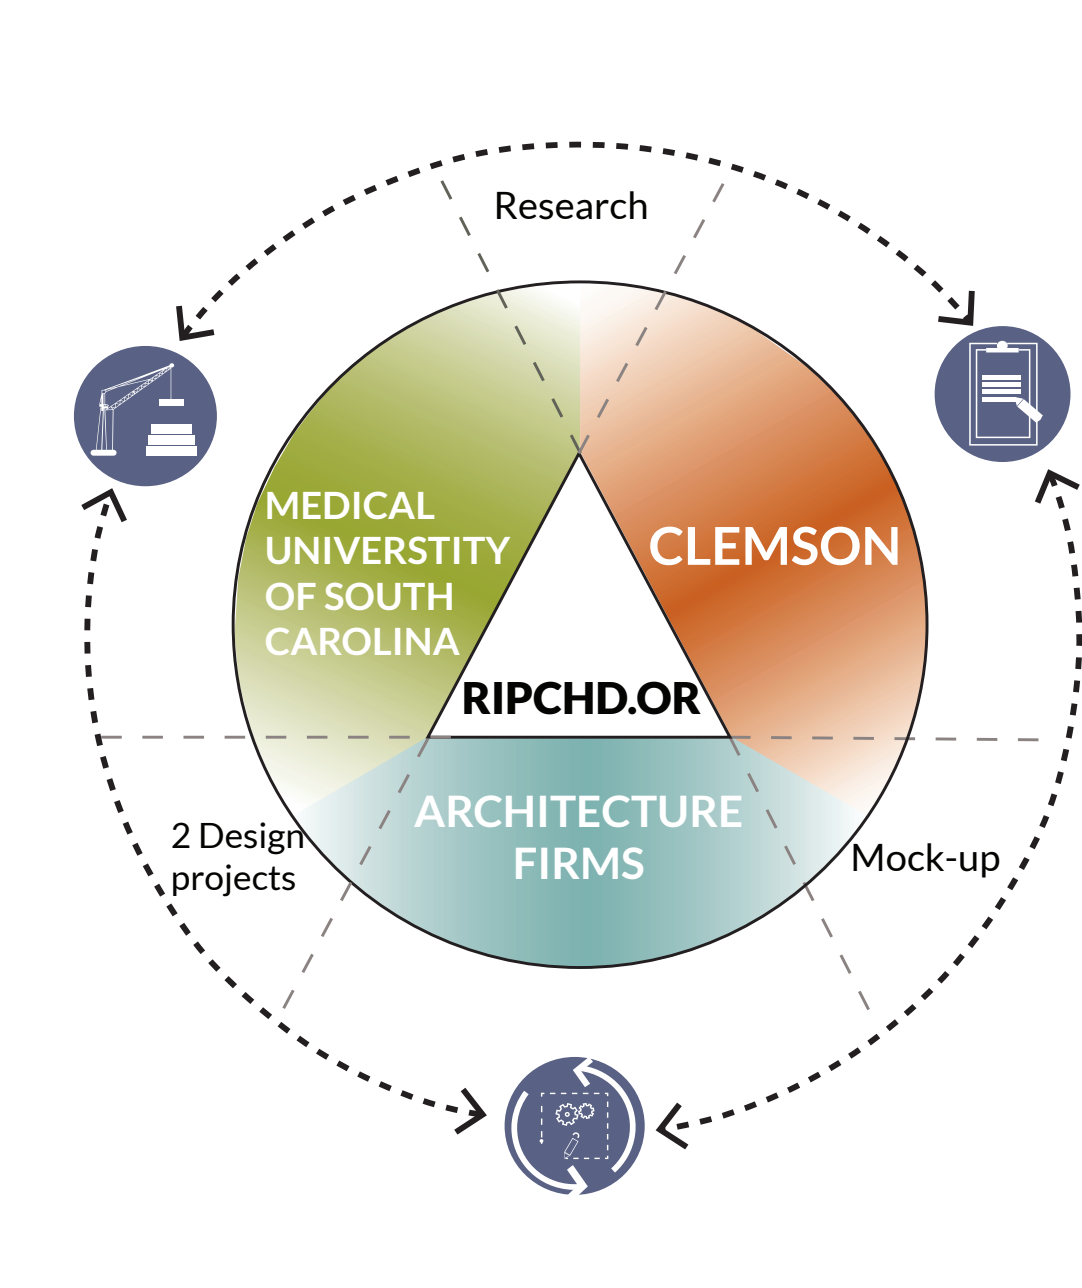 Research
MEDICAL
UNIVERSTITY
OF SOUTH
CAROLINA
CLEMSON
RIPCHD.OR
ARCHITECTURE
FIRMS
2 Design
projects
Mock-up